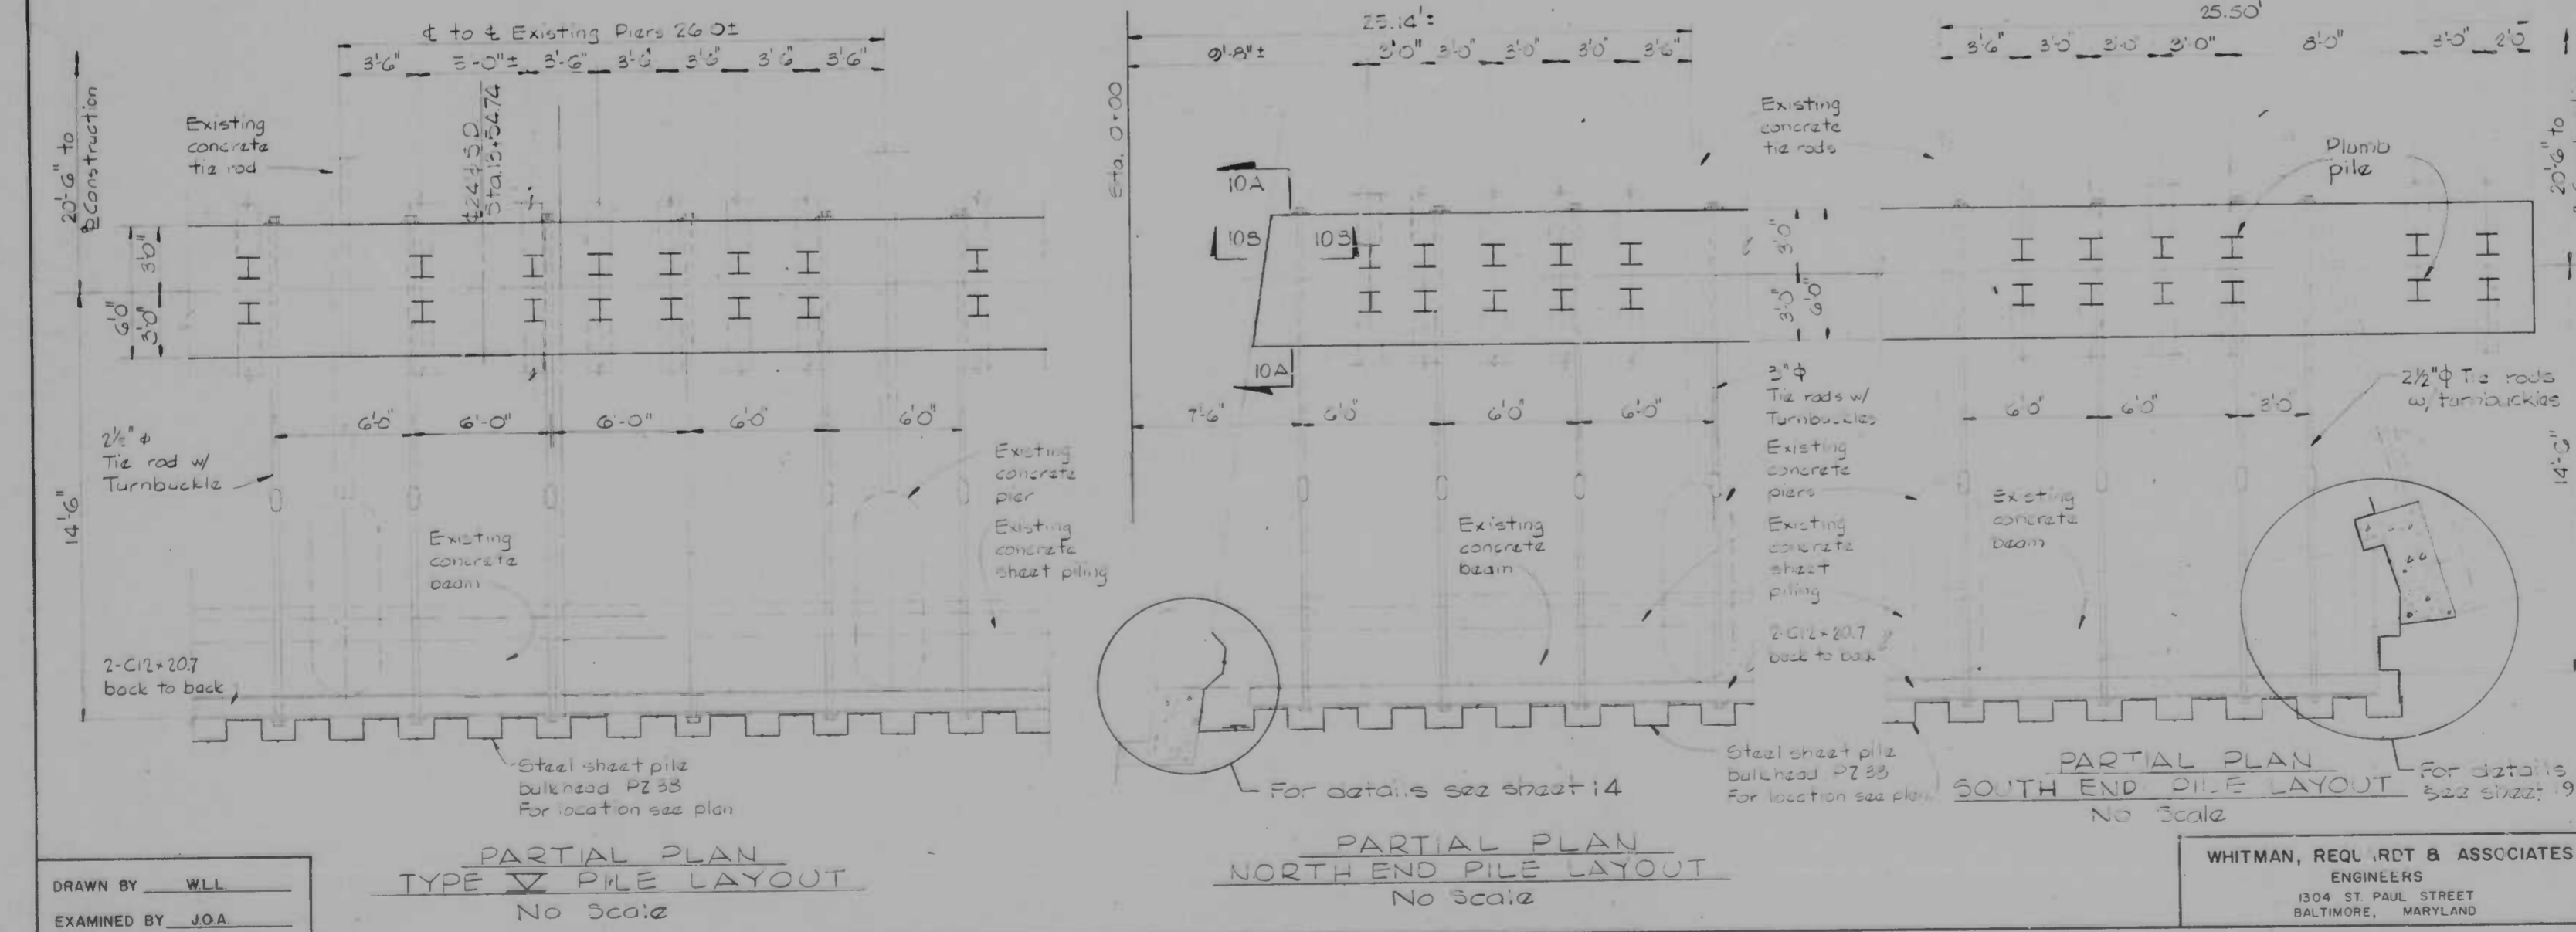 ₵ to ₵ Existing Piers 26.0±
3'-6" 5'-0"± 3'-6" 3'-6" 3'-6" 3'-6" 3'-6"
20'-6" to
Construction
Existing
concrete
tie rod
Sta. 13+54.74
3'0"
6'0"
3'0"
6'0" 6'-0" 6'-0" 6'0" 6'0"
2½" ϕ
Tie rod w/
Turnbuckle
14'-6"
Existing
concrete
beam
Existing
concrete
pier
Existing
concrete
sheet piling
2-C12×20.7
back to back
Steel sheet pile
bulkhead PZ 38
For location see plan
PARTIAL PLAN
TYPE V PILE LAYOUT
No Scale
DRAWN BY W.L.L.
EXAMINED BY J.O.A.
25.14'±
9'-8"± 3'0" 3'-0" 3'-0" 3'0" 3'6"
Sta. 0+00
10A
10B 10B
10A
Existing
concrete
tie rods
3'0"
3'0"
6'0"
7'-6" 6'0" 6'0" 6'0"
3" ϕ
Tie rods w/
Turnbuckles
Existing
concrete
piers
Existing
concrete
sheet
piling
2-C12×20.7
back to back
Existing
concrete
beam
For details see sheet 14
Steel sheet pile
bulkhead PZ 38
For location see plan
PARTIAL PLAN
NORTH END PILE LAYOUT
No Scale
25.50'
3'6" 3'-0" 3'-0" 3'-0" 8'-0" 3'-0" 2'0
Plumb
pile
20'-6" to
6'0" 6'0" 3'0"
2½" ϕ Tie rods
w/ turnbuckles
14'-6"
Existing
concrete
beam
PARTIAL PLAN
SOUTH END PILE LAYOUT
No Scale
For details
see sheet 19
WHITMAN, REQUARDT & ASSOCIATES
ENGINEERS
1304 ST. PAUL STREET
BALTIMORE, MARYLAND